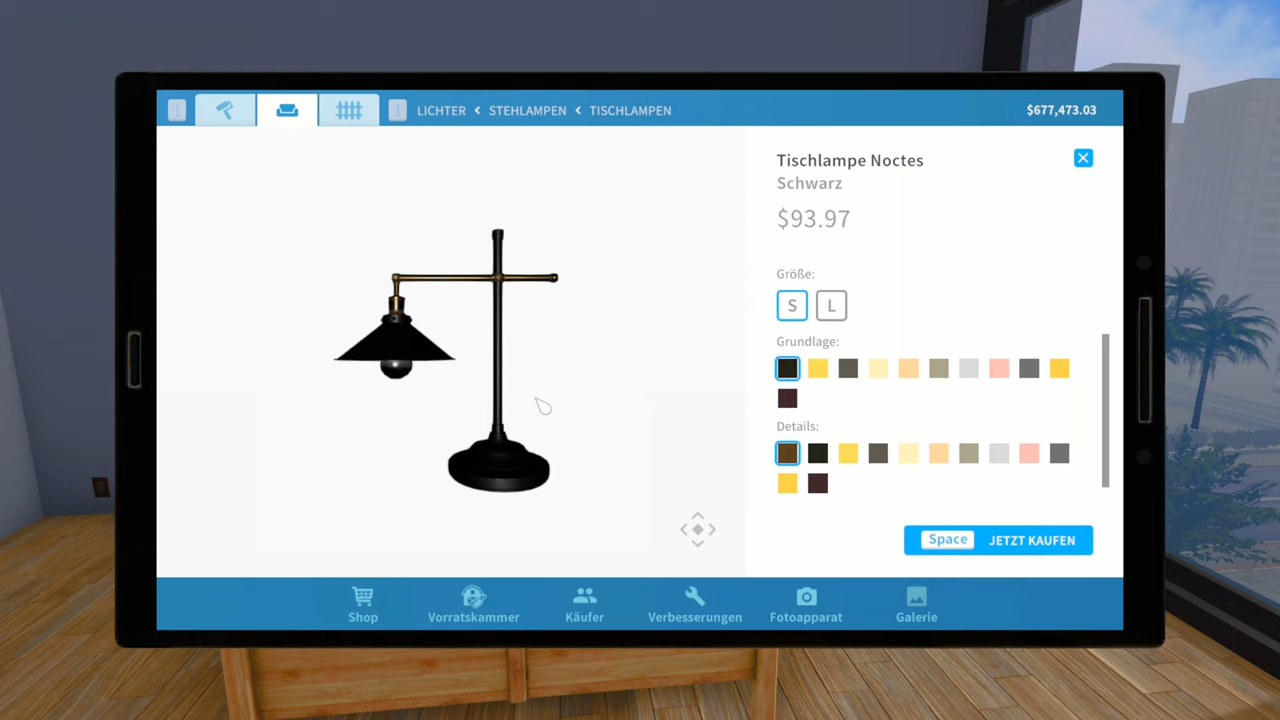 LICHTER < STEHLAMPEN < TISCHLAMPEN
$677,473.03
Tischlampe Noctes
Schwarz
$93.97
Größe:
S L
Grundlage:
Details:
Space JETZT KAUFEN
Shop Vorratskammer Käufer Verbesserungen Fotoapparat Galerie